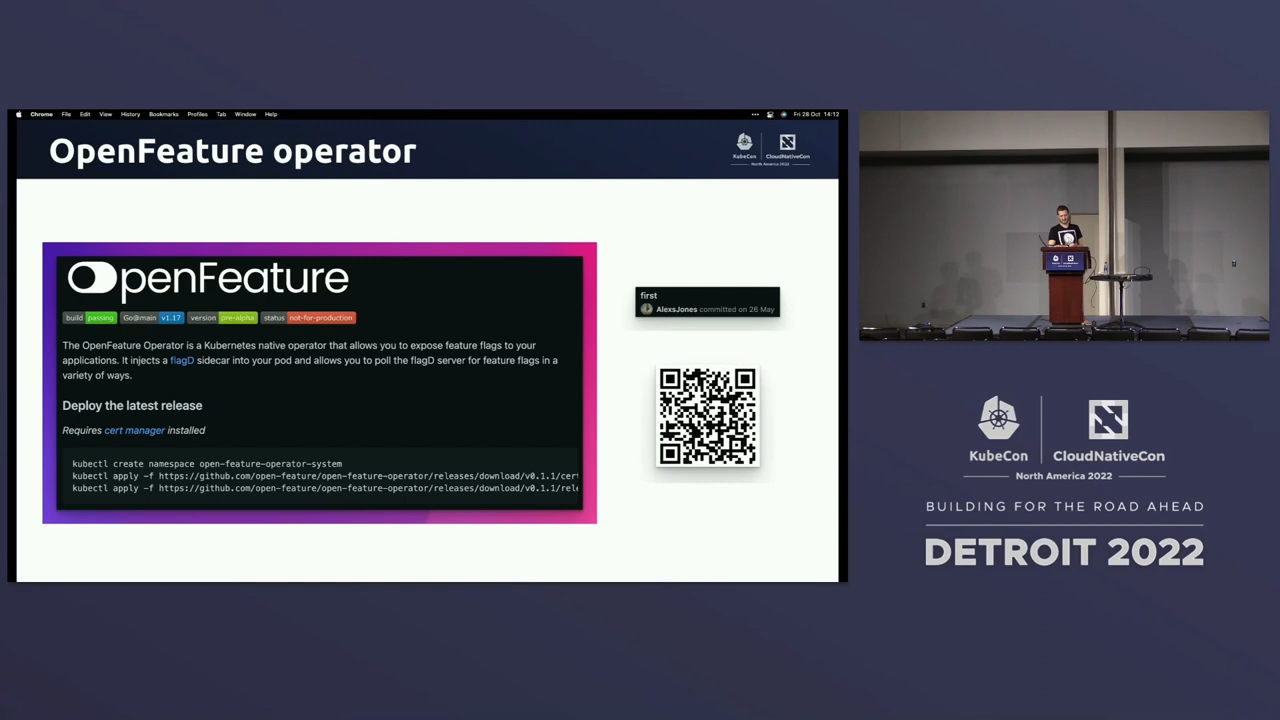 Chrome File Edit View History Bookmarks Profiles Tab Window Help
Fri 28 Oct 14:12
OpenFeature operator
KubeCon CloudNativeCon
North America 2022
OpenFeature
build passing Go@main v1.17 version pre-alpha status not-for-production
The OpenFeature Operator is a Kubernetes native operator that allows you to expose feature flags to your
applications. It injects a flagD sidecar into your pod and allows you to poll the flagD server for feature flags in a
variety of ways.
Deploy the latest release
Requires cert manager installed
kubectl create namespace open-feature-operator-system
kubectl apply -f https://github.com/open-feature/open-feature-operator/releases/download/v0.1.1/cert
kubectl apply -f https://github.com/open-feature/open-feature-operator/releases/download/v0.1.1/rele
first
AlexsJones committed on 26 May
KubeCon CloudNativeCon
North America 2022
BUILDING FOR THE ROAD AHEAD
DETROIT 2022